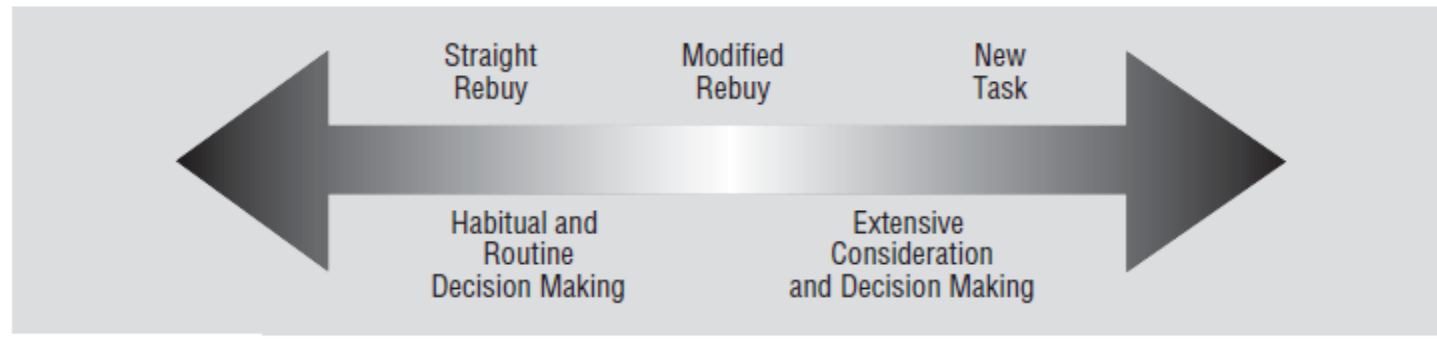 Straight
Rebuy
Modified
Rebuy
New
Task
Habitual and
Routine
Decision Making
Extensive
Consideration
and Decision Making